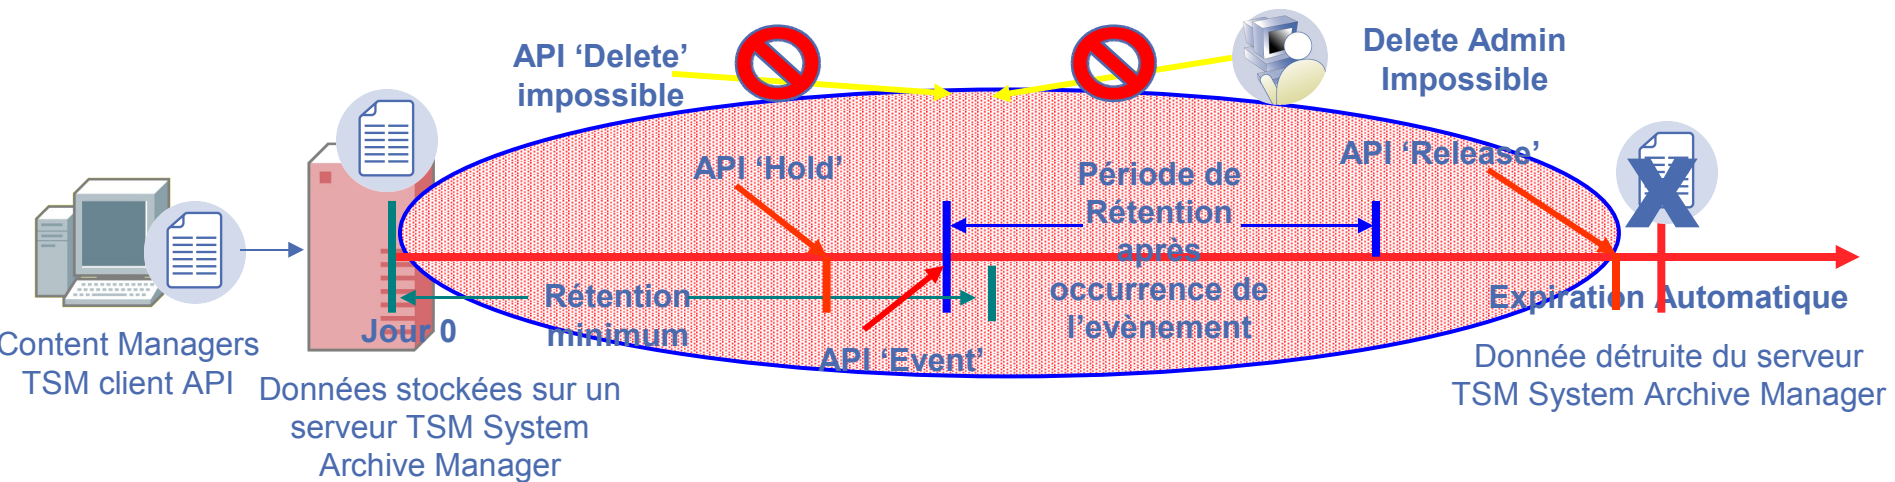 API ‘Delete’
impossible
Delete Admin
Impossible
API ‘Hold’
Période de
Rétention
après
occurrence de
l’evènement
API ‘Release’
Rétention
minimum
Jour 0
API ‘Event’
Expiration Automatique
Content Managers
TSM client API
Données stockées sur un
serveur TSM System
Archive Manager
Donnée détruite du serveur
TSM System Archive Manager
X